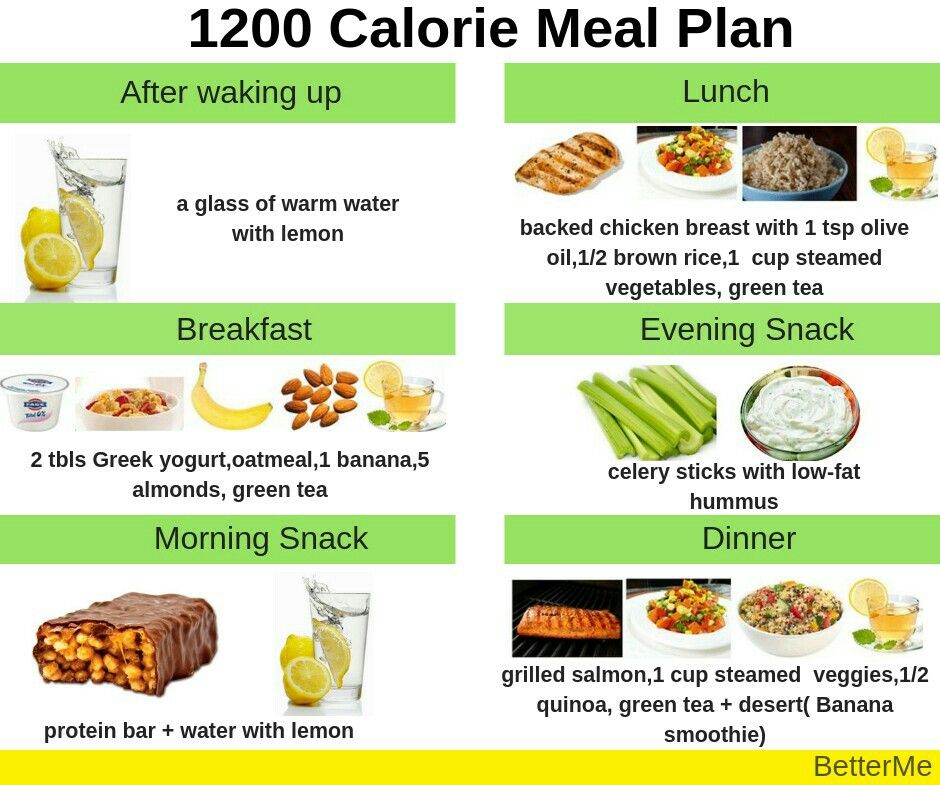 1200 Calorie Meal Plan
After waking up
a glass of warm water
with lemon
Breakfast
FAGE
Total 0%
2 tbls Greek yogurt,oatmeal,1 banana,5
almonds, green tea
Morning Snack
protein bar + water with lemon
Lunch
backed chicken breast with 1 tsp olive
oil,1/2 brown rice,1 cup steamed
vegetables, green tea
Evening Snack
celery sticks with low-fat
hummus
Dinner
grilled salmon,1 cup steamed veggies,1/2
quinoa, green tea + desert( Banana
smoothie)
BetterMe